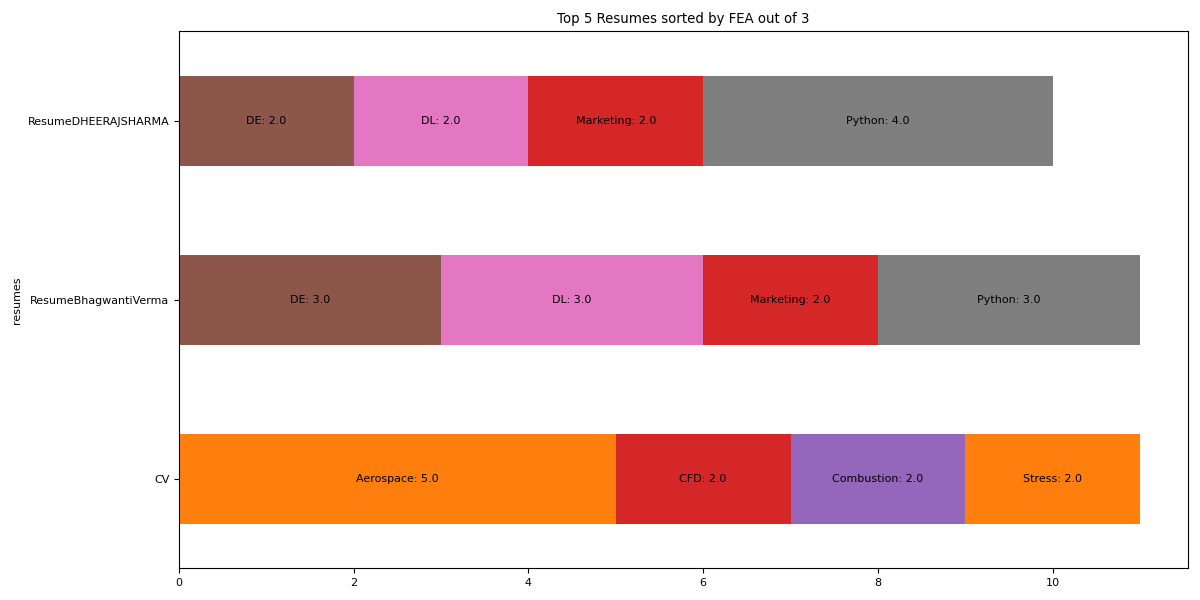 Top 5 Resumes sorted by FEA out of 3
resumes
ResumeDHEERAJSHARMA
DE: 2.0
DL: 2.0
Marketing: 2.0
Python: 4.0
ResumeBhagwantiVerma
DE: 3.0
DL: 3.0
Marketing: 2.0
Python: 3.0
CV
Aerospace: 5.0
CFD: 2.0
Combustion: 2.0
Stress: 2.0
0
2
4
6
8
10